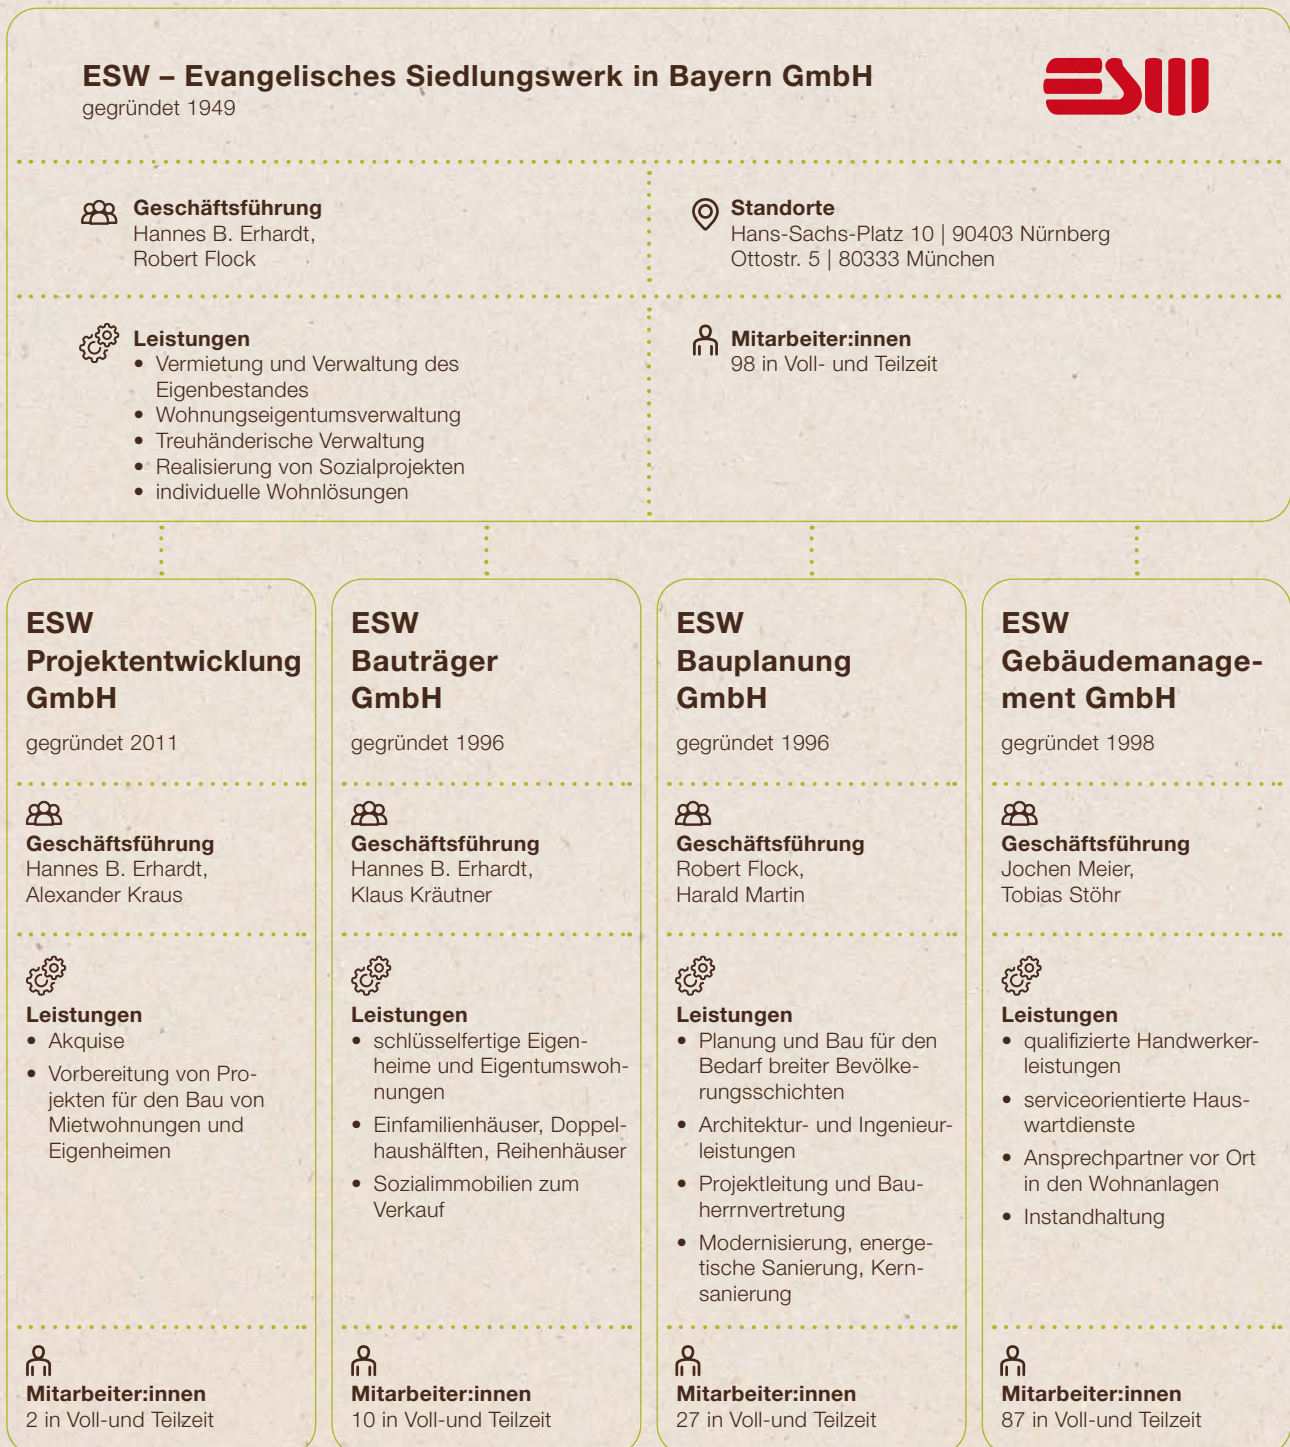 ESW – Evangelisches Siedlungswerk in Bayern GmbH
gegründet 1949
ESW
Geschäftsführung
Hannes B. Erhardt,
Robert Flock
Standorte
Hans-Sachs-Platz 10 | 90403 Nürnberg
Ottostr. 5 | 80333 München
Leistungen
• Vermietung und Verwaltung des
Eigenbestandes
• Wohnungseigentumsverwaltung
• Treuhänderische Verwaltung
• Realisierung von Sozialprojekten
• individuelle Wohnlösungen
Mitarbeiter:innen
98 in Voll- und Teilzeit
ESW
Projektentwicklung
GmbH
gegründet 2011
Geschäftsführung
Hannes B. Erhardt,
Alexander Kraus
Leistungen
• Akquise
• Vorbereitung von Pro-
jekten für den Bau von
Mietwohnungen und
Eigenheimen
Mitarbeiter:innen
2 in Voll-und Teilzeit
ESW
Bauträger
GmbH
gegründet 1996
Geschäftsführung
Hannes B. Erhardt,
Klaus Kräutner
Leistungen
• schlüsselfertige Eigen-
heime und Eigentumswoh-
nungen
• Einfamilienhäuser, Doppel-
haushälften, Reihenhäuser
• Sozialimmobilien zum
Verkauf
Mitarbeiter:innen
10 in Voll-und Teilzeit
ESW
Bauplanung
GmbH
gegründet 1996
Geschäftsführung
Robert Flock,
Harald Martin
Leistungen
• Planung und Bau für den
Bedarf breiter Bevölke-
rungsschichten
• Architektur- und Ingenieur-
leistungen
• Projektleitung und Bau-
herrnvertretung
• Modernisierung, energe-
tische Sanierung, Kern-
sanierung
Mitarbeiter:innen
27 in Voll-und Teilzeit
ESW
Gebäudemanage-
ment GmbH
gegründet 1998
Geschäftsführung
Jochen Meier,
Tobias Stöhr
Leistungen
• qualifizierte Handwerker-
leistungen
• serviceorientierte Haus-
wartdienste
• Ansprechpartner vor Ort
in den Wohnanlagen
• Instandhaltung
Mitarbeiter:innen
87 in Voll-und Teilzeit